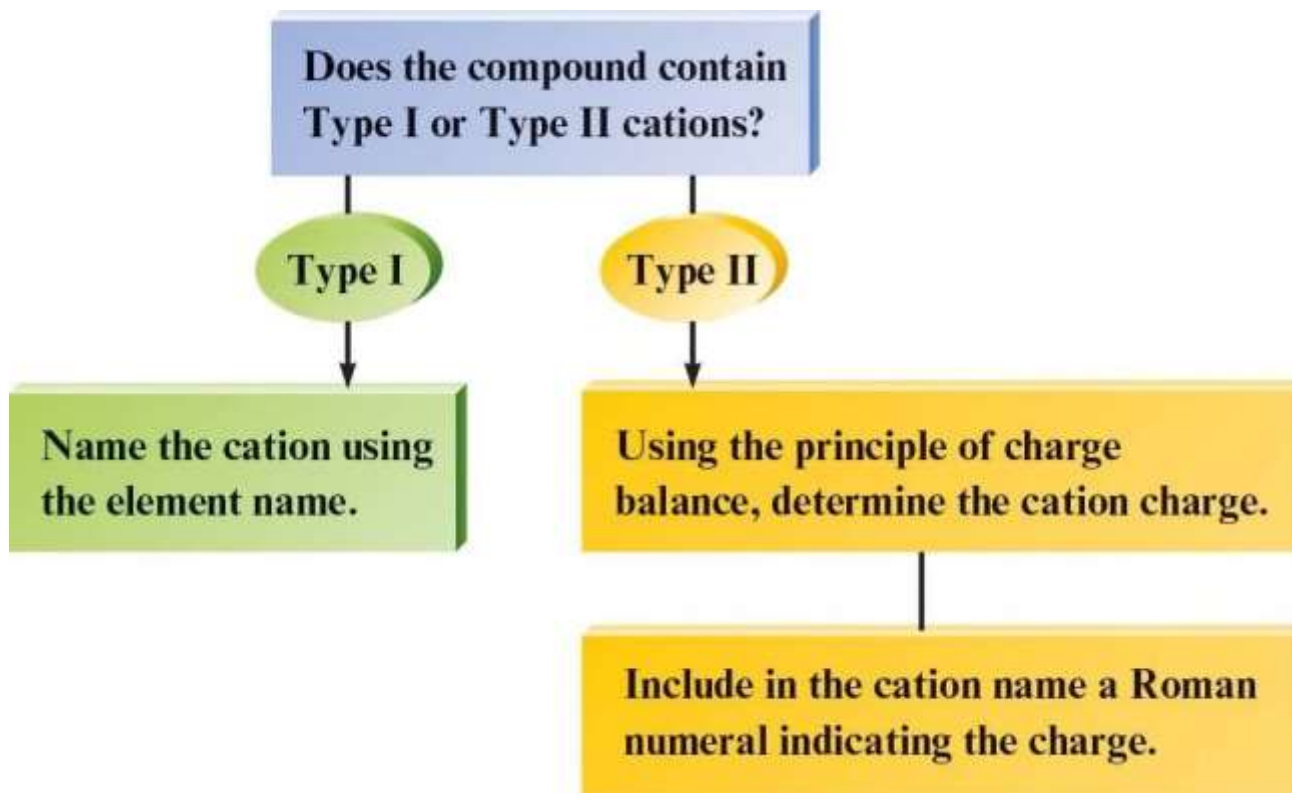 Does the compound contain
Type I or Type II cations?
Type I
Type II
Name the cation using
the element name.
Using the principle of charge
balance, determine the cation charge.
Include in the cation name a Roman
numeral indicating the charge.